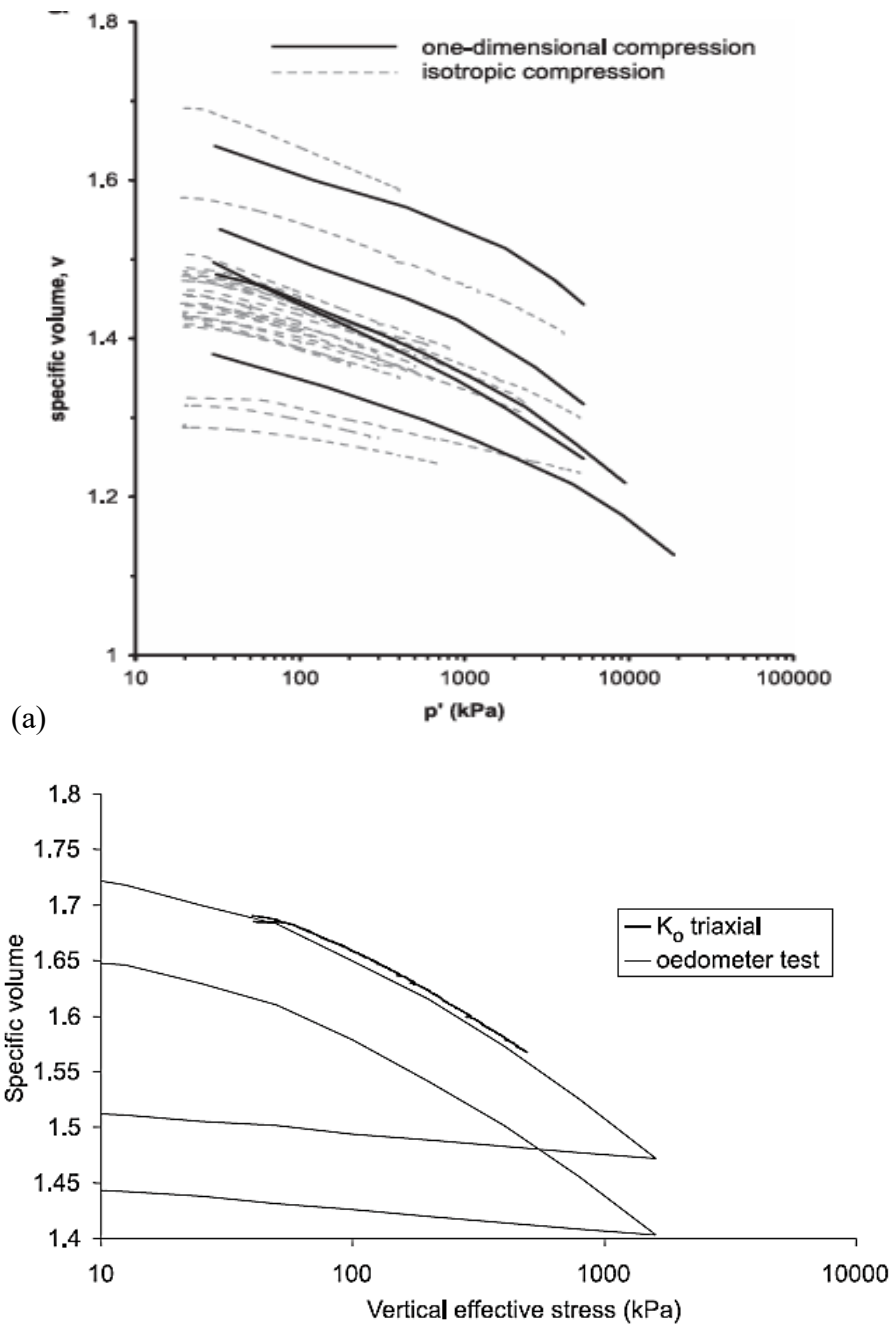 1.8
one-dimensional compression
isotropic compression
1.6
specific volume, v
1.4
1.2
1
10 100 1000 10000 100000
p' (kPa)
(a)
1.8
1.75
1.7
K₀ triaxial
oedometer test
1.65
Specific volume
1.6
1.55
1.5
1.45
1.4
10 100 1000 10000
Vertical effective stress (kPa)